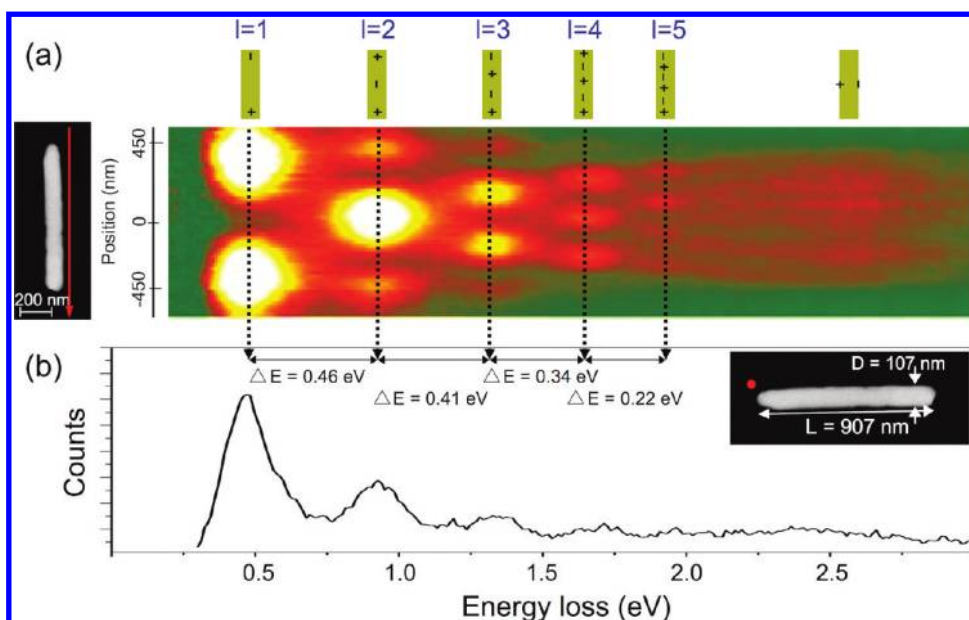 l=1 l=2 l=3 l=4 l=5
(a)
450
0
-450
Position (nm)
200 nm
△ E = 0.46 eV
△ E = 0.34 eV
△ E = 0.41 eV
△ E = 0.22 eV
(b)
D = 107 nm
L = 907 nm
Counts
0.5 1.0 1.5 2.0 2.5
Energy loss (eV)